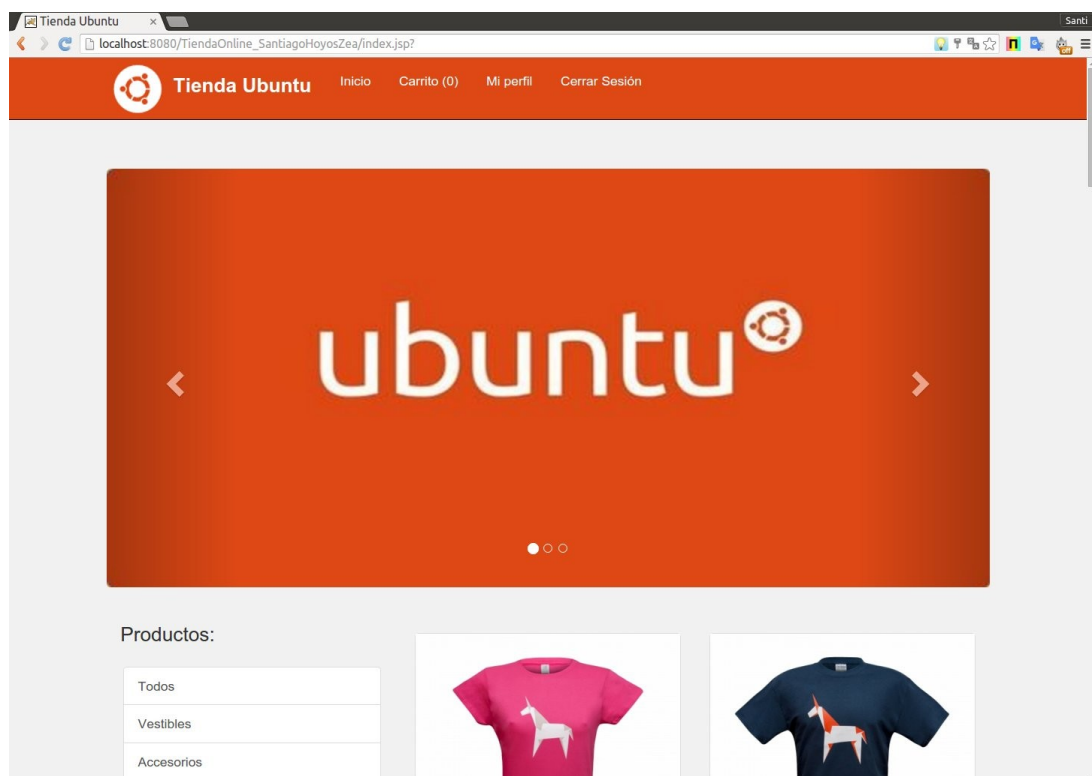 Tienda Ubuntu
Santi
localhost:8080/TiendaOnline_SantiagoHoyosZea/index.jsp?
Tienda Ubuntu Inicio Carrito (0) Mi perfil Cerrar Sesión
ubuntu
Productos:
Todos
Vestibles
Accesorios